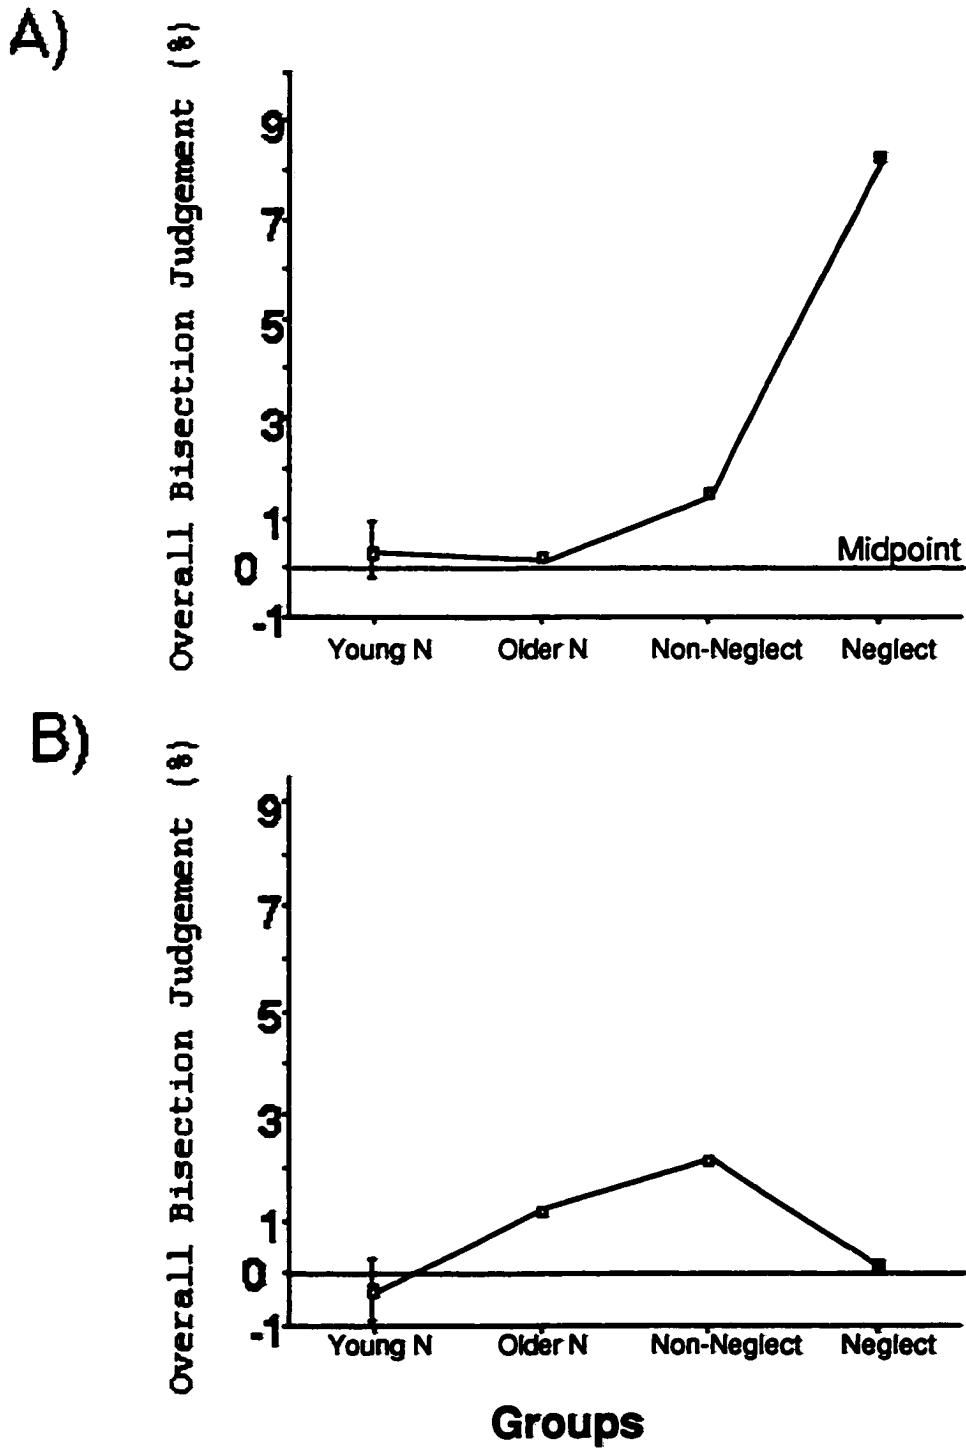 A)
Overall Bisection Judgement (%)
9
7
5
3
1
0
-1
Midpoint
Young N Older N Non-Neglect Neglect
B)
Overall Bisection Judgement (%)
9
7
5
3
1
0
-1
Young N Older N Non-Neglect Neglect
Groups